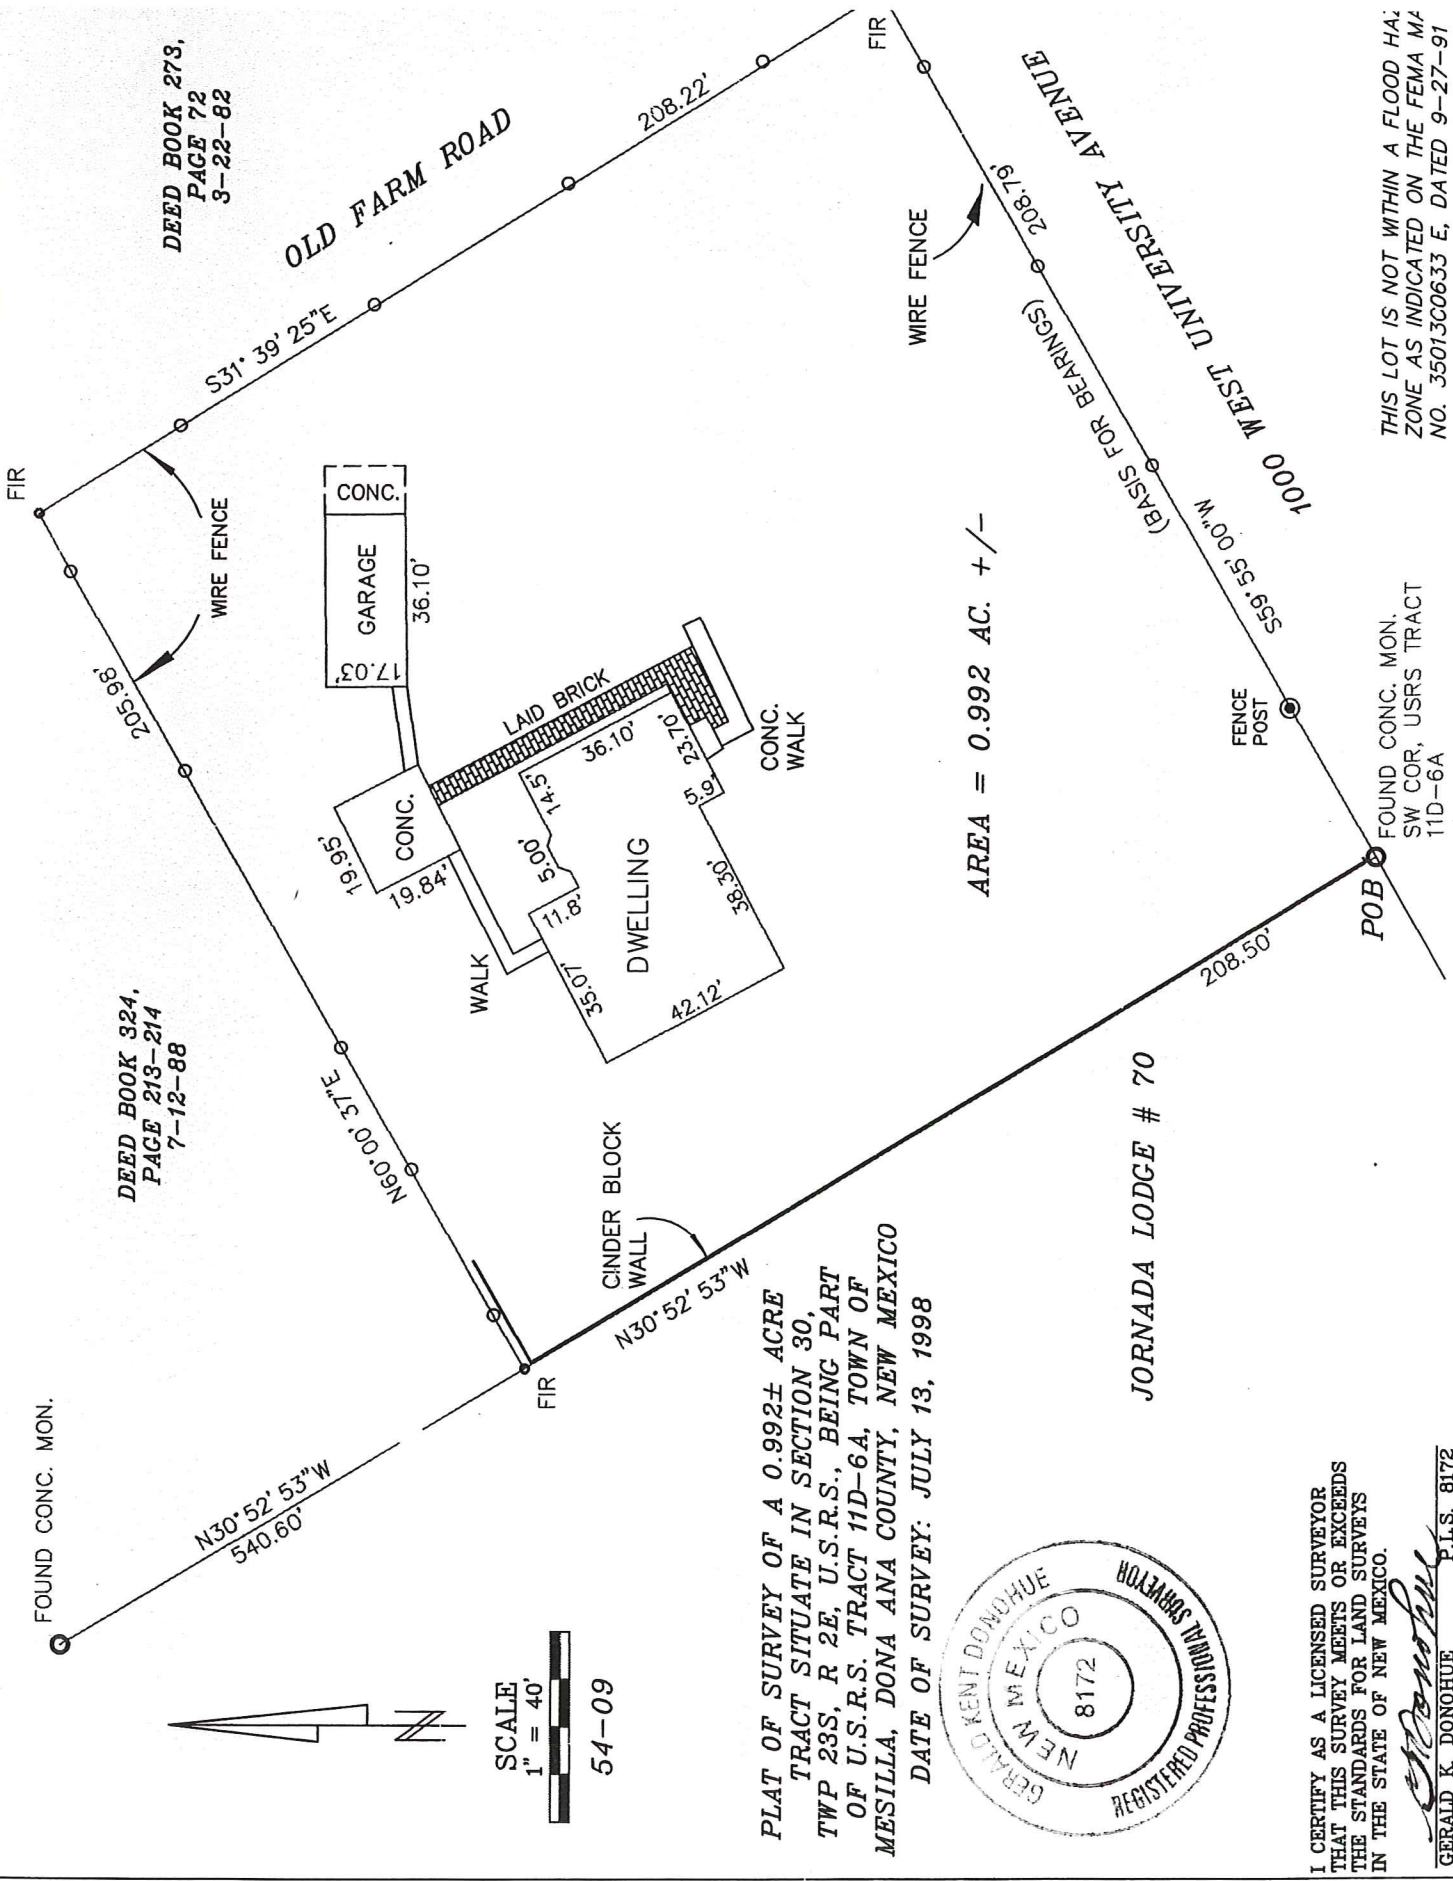 FOUND CONC. MON.
N30° 52' 53"W
540.60'
DEED BOOK 324,
PAGE 213-214
7-12-88
DEED BOOK 273,
PAGE 72
3-22-82
FIR
FIR
N60°00' 37"E
205.98'
WIRE FENCE
S31° 39' 25"E
208.22'
OLD FARM ROAD
FIR
SCALE
1" = 40'
54-09
CINDER BLOCK
WALL
N30° 52' 53"W
208.50'
WALK
19.95'
19.84'
CONC.
17.03'
GARAGE
36.10'
CONC.
LAID BRICK
35.07'
11.8'
5.00'
14.5'
36.10'
DWELLING
42.12'
38.30'
5.9'
23.70'
CONC.
WALK
WIRE FENCE
PLAT OF SURVEY OF A 0.992± ACRE
TRACT SITUATE IN SECTION 30,
TWP 23S, R 2E, U.S.R.S., BEING PART
OF U.S.R.S. TRACT 11D-6A, TOWN OF
MESILLA, DONA ANA COUNTY, NEW MEXICO
DATE OF SURVEY: JULY 13, 1998
AREA = 0.992 AC. +/-
208.79'
(BASIS FOR BEARINGS)
S59° 55' 00"W
1000 WEST UNIVERSITY AVENUE
FENCE
POST
JORNADA LODGE # 70
POB
FOUND CONC. MON.
SW COR, USRS TRACT
11D-6A
GERALD KENT DONOHUE
NEW MEXICO
8172
REGISTERED PROFESSIONAL SURVEYOR
I CERTIFY AS A LICENSED SURVEYOR
THAT THIS SURVEY MEETS OR EXCEEDS
THE STANDARDS FOR LAND SURVEYS
IN THE STATE OF NEW MEXICO.
GERALD K. DONOHUE P.L.S. 8172
THIS LOT IS NOT WITHIN A FLOOD HAZ
ZONE AS INDICATED ON THE FEMA MA
NO. 35013C0633 E, DATED 9-27-91